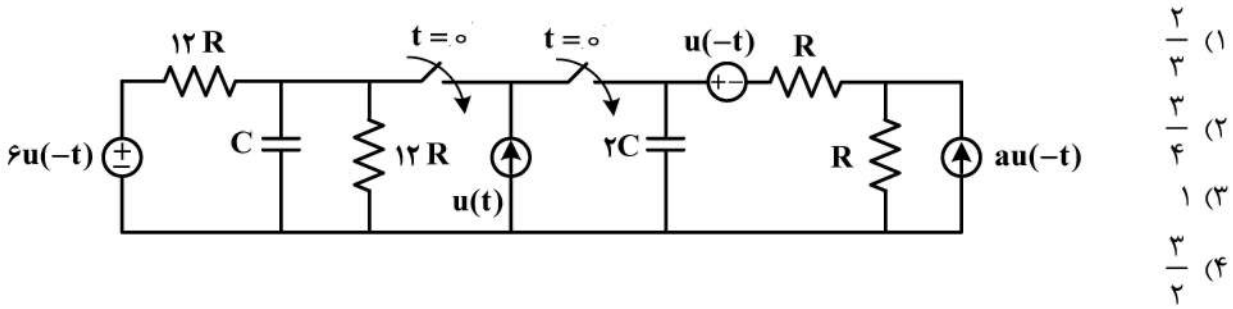 ۱۲ R
t = ۰
t = ۰
u(−t)
R
۶u(−t)
C
۱۲ R
u(t)
۲C
R
au(−t)
۱) ۲/۳
۲) ۳/۴
۳) ۱
۴) ۳/۲